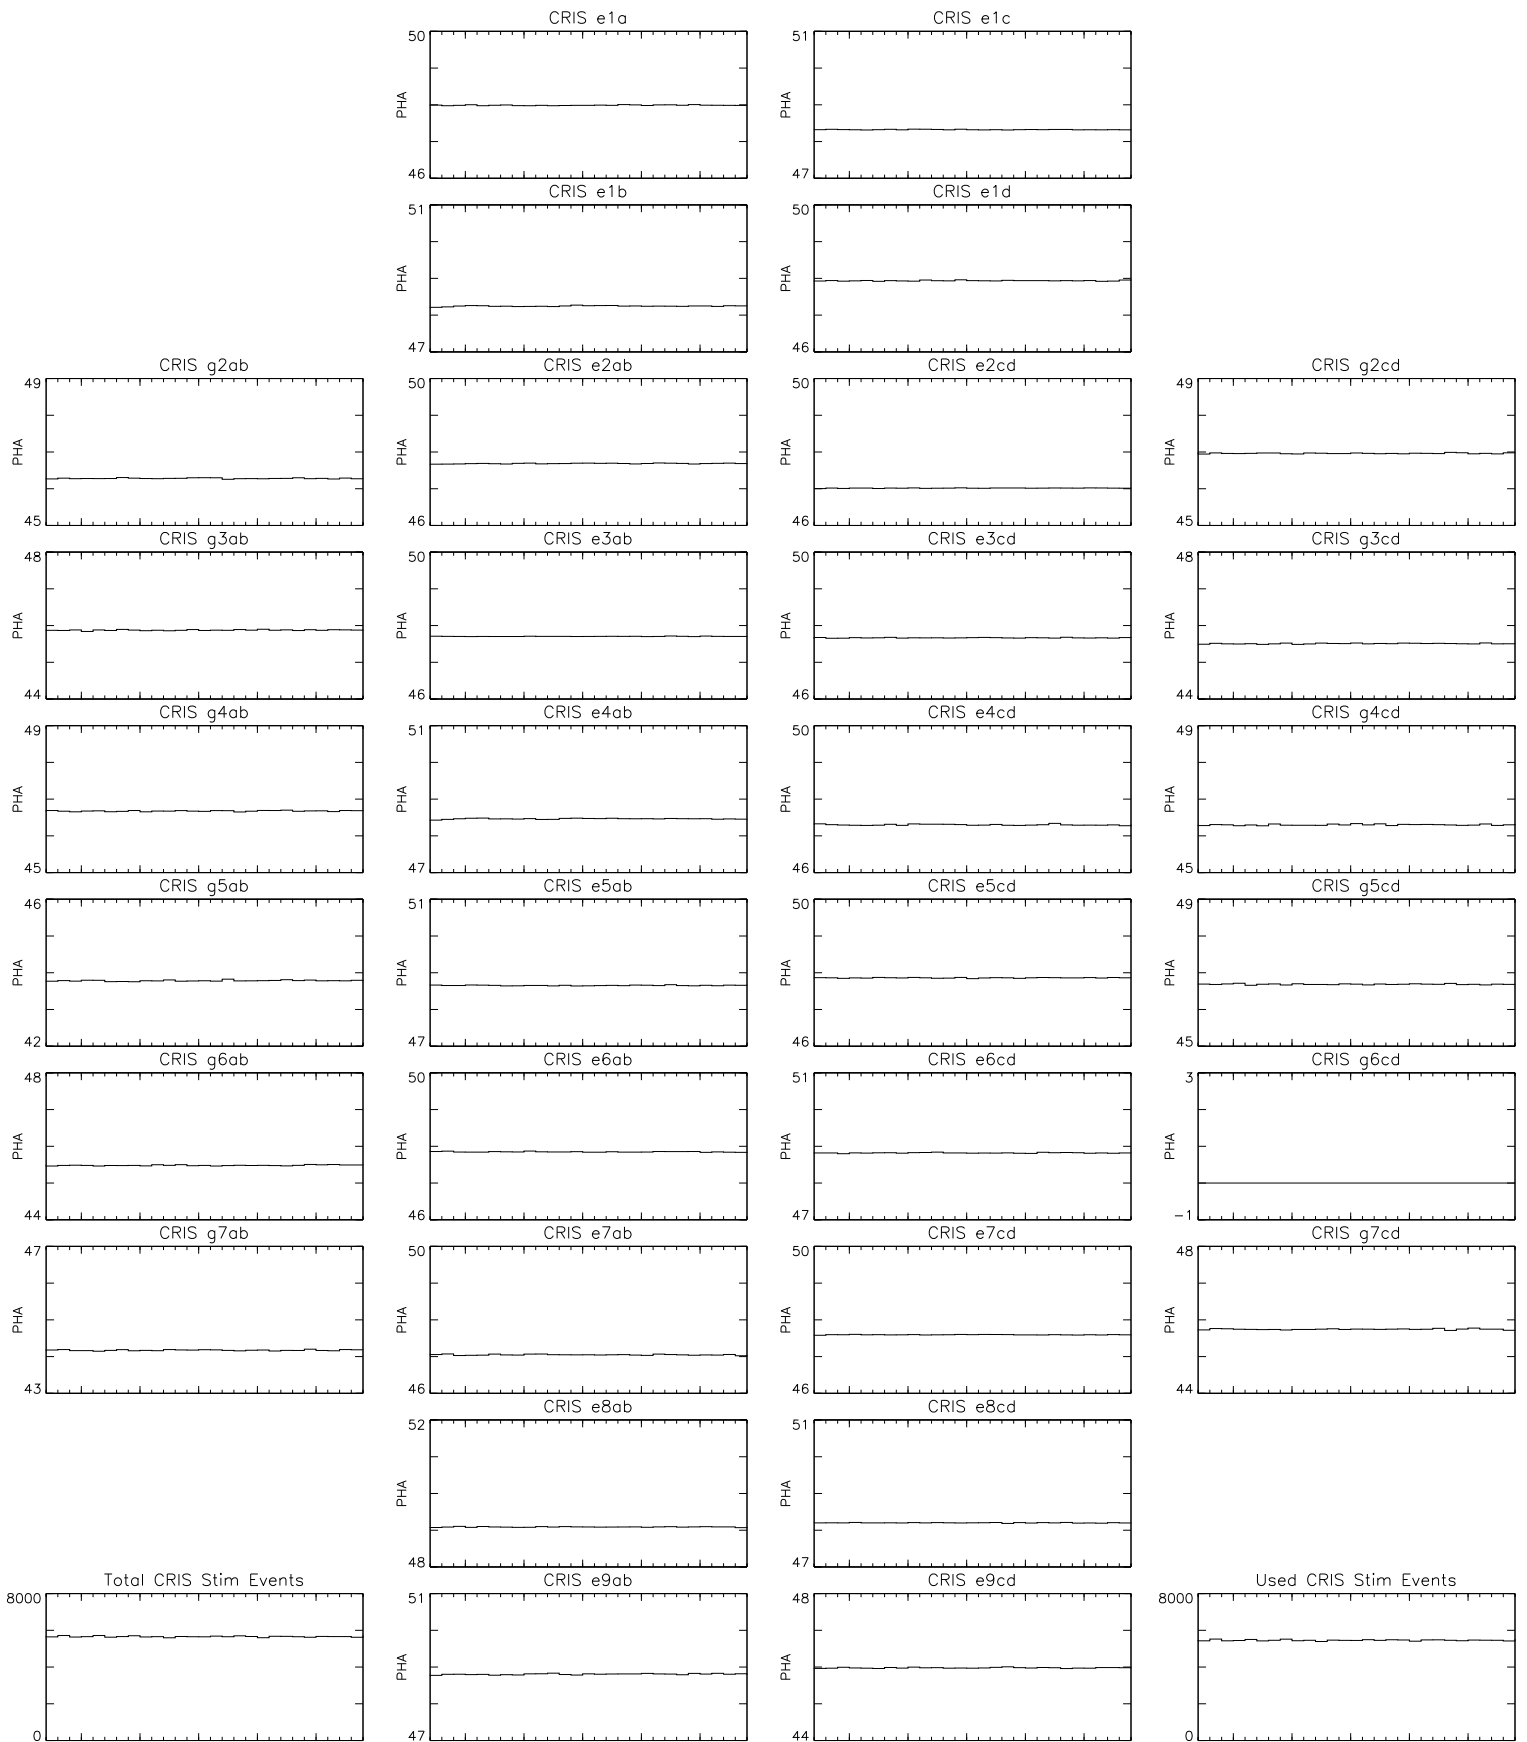 CRIS e1a
CRIS e1c
50
PHA
46
51
PHA
47
CRIS e1b
CRIS e1d
51
PHA
47
50
PHA
46
CRIS g2ab
CRIS e2ab
CRIS e2cd
CRIS g2cd
49
PHA
45
50
PHA
46
50
PHA
46
49
PHA
45
CRIS g3ab
CRIS e3ab
CRIS e3cd
CRIS g3cd
48
PHA
44
50
PHA
46
50
PHA
46
48
PHA
44
CRIS g4ab
CRIS e4ab
CRIS e4cd
CRIS g4cd
49
PHA
45
51
PHA
47
50
PHA
46
49
PHA
45
CRIS g5ab
CRIS e5ab
CRIS e5cd
CRIS g5cd
46
PHA
42
51
PHA
47
50
PHA
46
49
PHA
45
CRIS g6ab
CRIS e6ab
CRIS e6cd
CRIS g6cd
48
PHA
44
50
PHA
46
51
PHA
47
3
PHA
-1
CRIS g7ab
CRIS e7ab
CRIS e7cd
CRIS g7cd
47
PHA
43
50
PHA
46
50
PHA
46
48
PHA
44
CRIS e8ab
CRIS e8cd
52
PHA
48
51
PHA
47
Total CRIS Stim Events
CRIS e9ab
CRIS e9cd
Used CRIS Stim Events
8000
0
51
PHA
47
48
PHA
44
8000
0